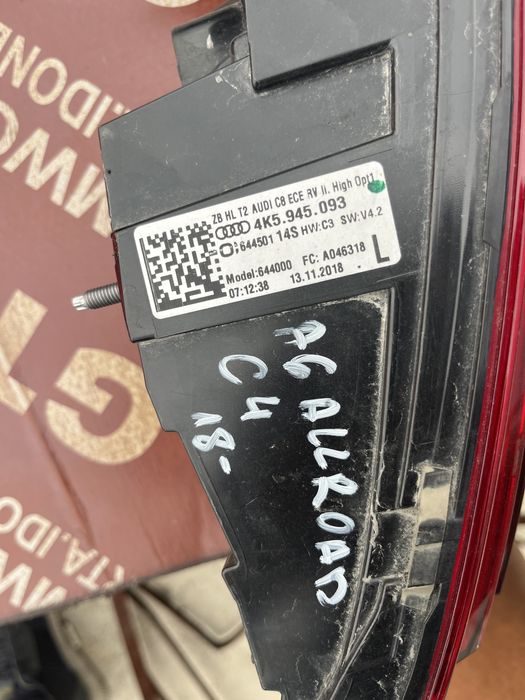 ZB HL T2 AUDI C8 ECE RV li. High Opt1
4K5.945.093
644501 14S HW:C3 SW:V4.2
Model:644000 FC: A046318 L
07:12:38 13.11.2018
A6 ALLROAD
C4
18-
GT